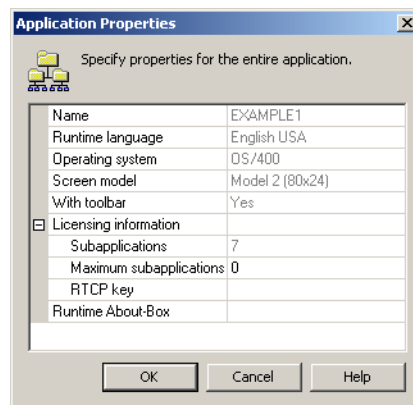 Application Properties
Specify properties for the entire application.
Name EXAMPLE1
Runtime language English USA
Operating system OS/400
Screen model Model 2 (80x24)
With toolbar Yes
Licensing information
Subapplications 7
Maximum subapplications 0
RTCP key
Runtime About-Box
OK Cancel Help